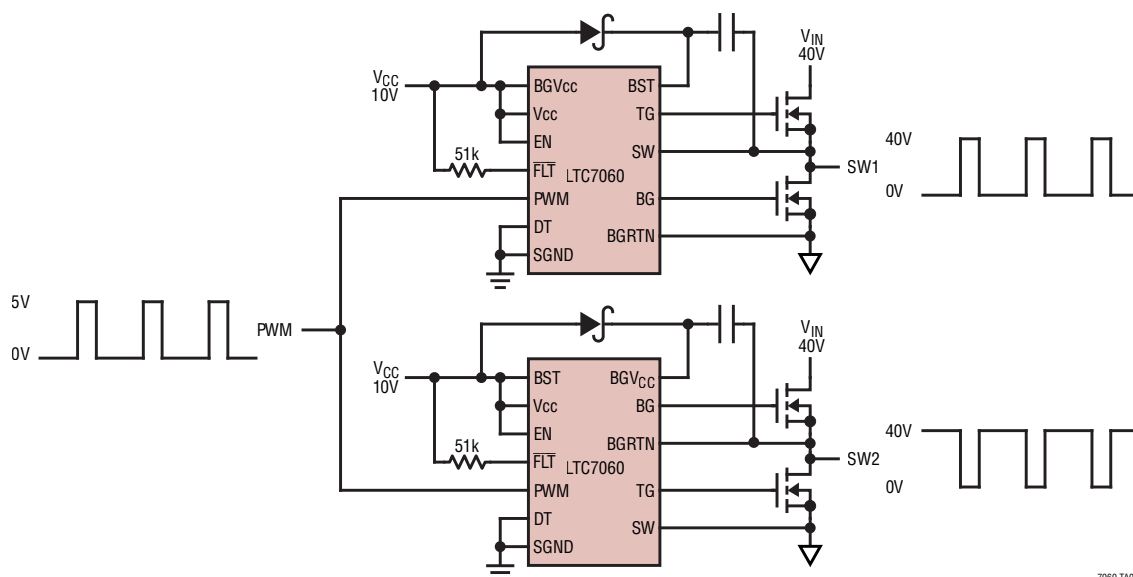 VIN
40V
VCC
10V
BGVcc
BST
Vcc
TG
EN
SW
40V
51k
FLT
LTC7060
SW1
PWM
BG
0V
DT
BGRTN
SGND
5V
PWM
0V
VIN
40V
VCC
10V
BST
BGVCC
Vcc
BG
EN
BGRTN
40V
51k
FLT
LTC7060
SW2
PWM
TG
0V
DT
SW
SGND